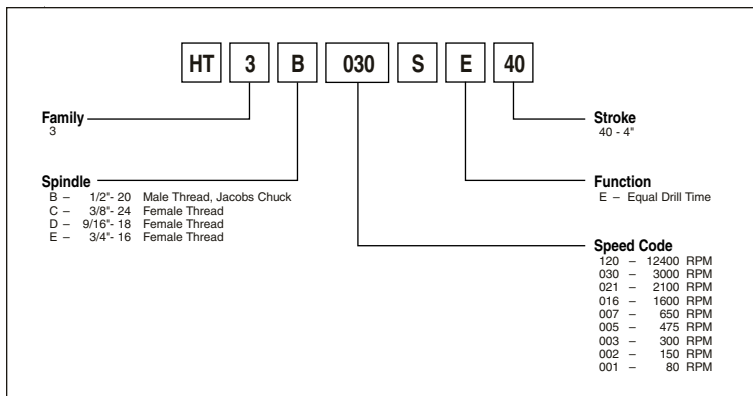 HT 3 B 030 S E 40
Family
3
Spindle
B – 1/2"- 20 Male Thread, Jacobs Chuck
C – 3/8"- 24 Female Thread
D – 9/16"- 18 Female Thread
E – 3/4"- 16 Female Thread
Stroke
40 - 4"
Function
E – Equal Drill Time
Speed Code
120 – 12400 RPM
030 – 3000 RPM
021 – 2100 RPM
016 – 1600 RPM
007 – 650 RPM
005 – 475 RPM
003 – 300 RPM
002 – 150 RPM
001 – 80 RPM